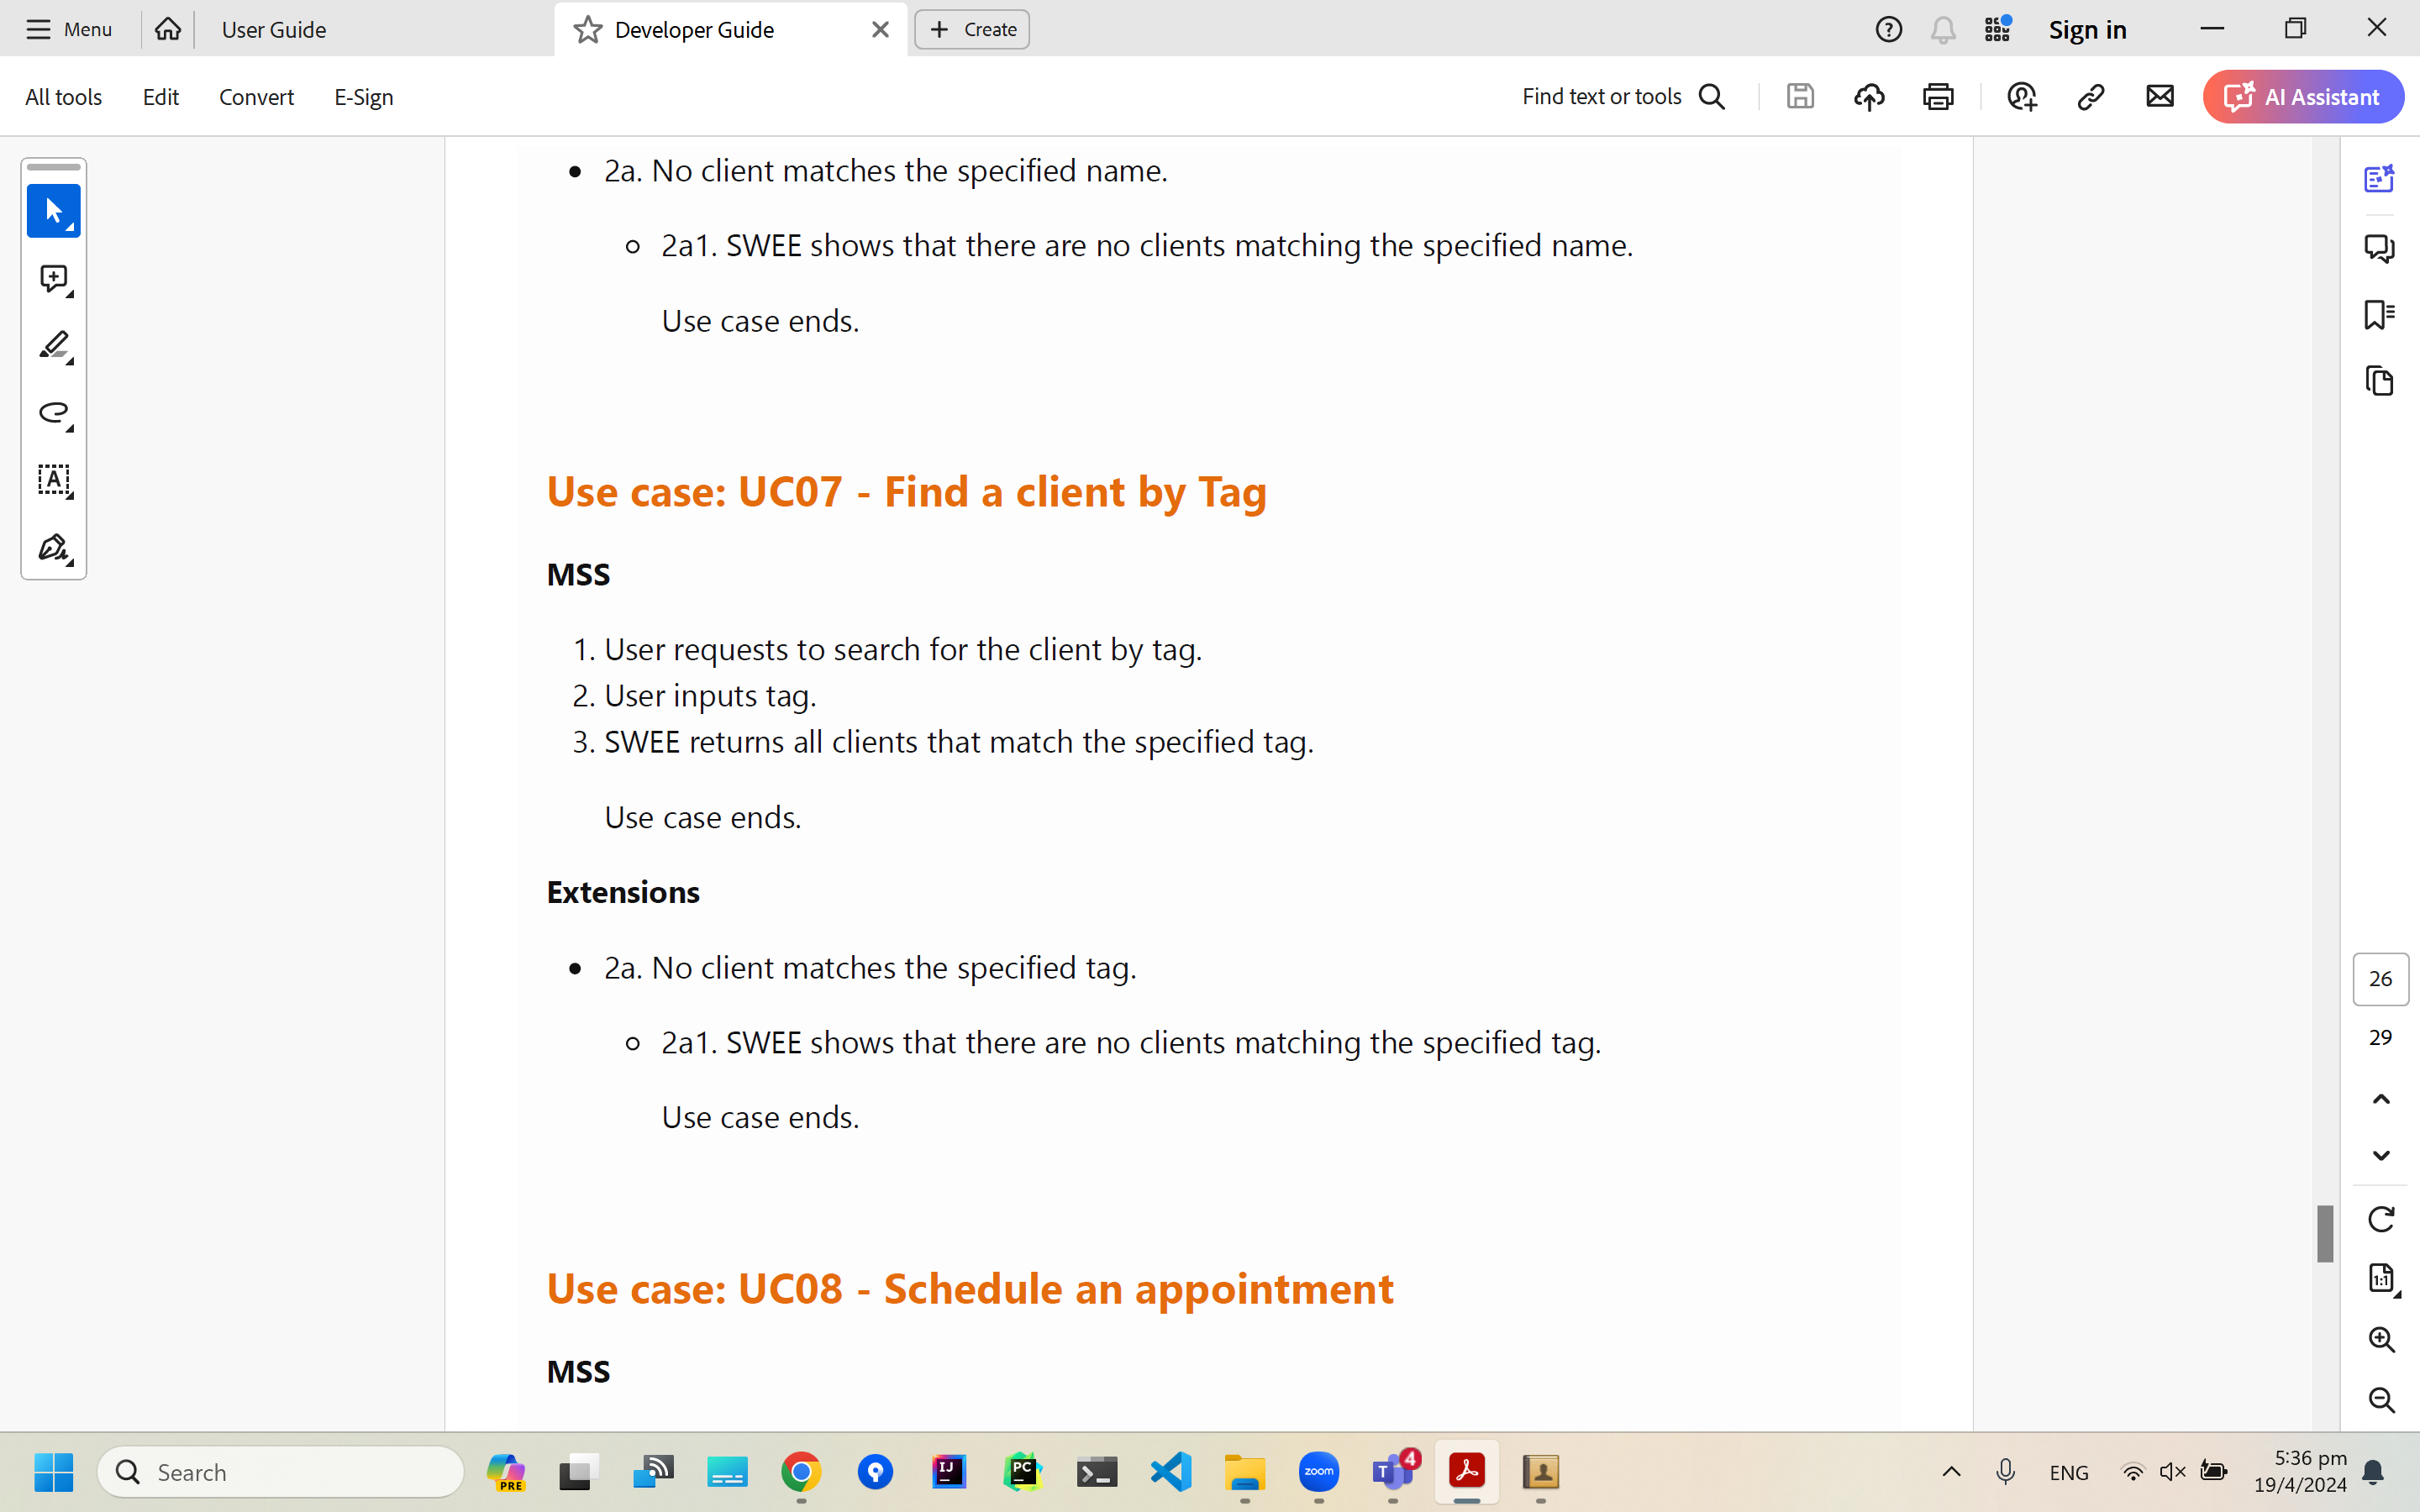 Menu
User Guide
Developer Guide
Create
Sign in
All tools
Edit
Convert
E-Sign
Find text or tools
AI Assistant
• 2a. No client matches the specified name.
○ 2a1. SWEE shows that there are no clients matching the specified name.
Use case ends.
Use case: UC07 - Find a client by Tag
MSS
1. User requests to search for the client by tag.
2. User inputs tag.
3. SWEE returns all clients that match the specified tag.
Use case ends.
Extensions
• 2a. No client matches the specified tag.
○ 2a1. SWEE shows that there are no clients matching the specified tag.
Use case ends.
Use case: UC08 - Schedule an appointment
MSS
26
29
1:1
Search
PRE
IJ
PC
zoom
T
4
ENG
5:36 pm
19/4/2024